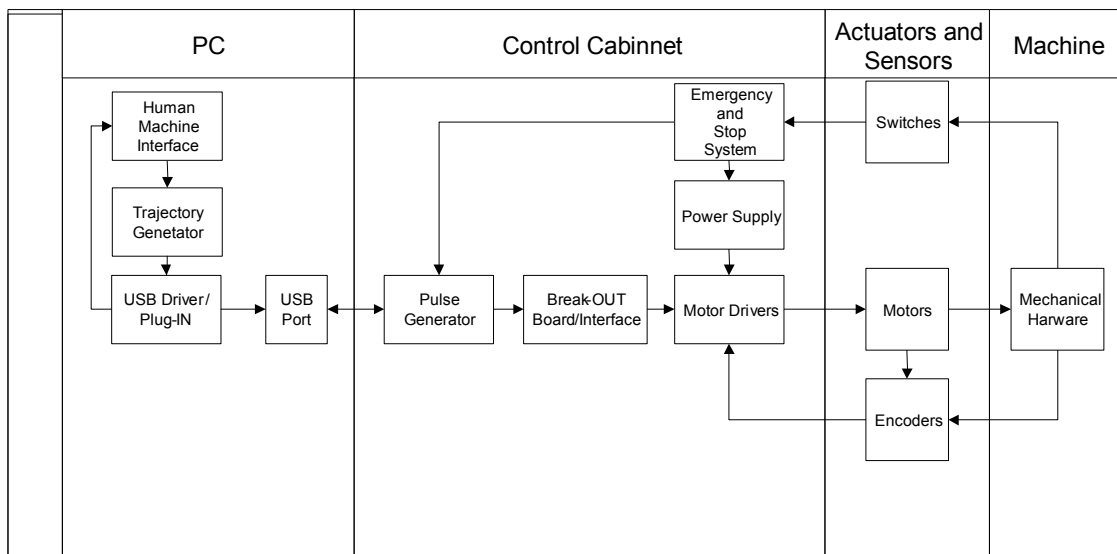 PC
Control Cabinnet
Actuators and
Sensors
Machine
Human
Machine
Interface
Emergency
and
Stop
System
Switches
Trajectory
Genetator
Power Supply
USB Driver/
Plug-IN
USB
Port
Pulse
Generator
Break-OUT
Board/Interface
Motor Drivers
Motors
Mechanical
Harware
Encoders